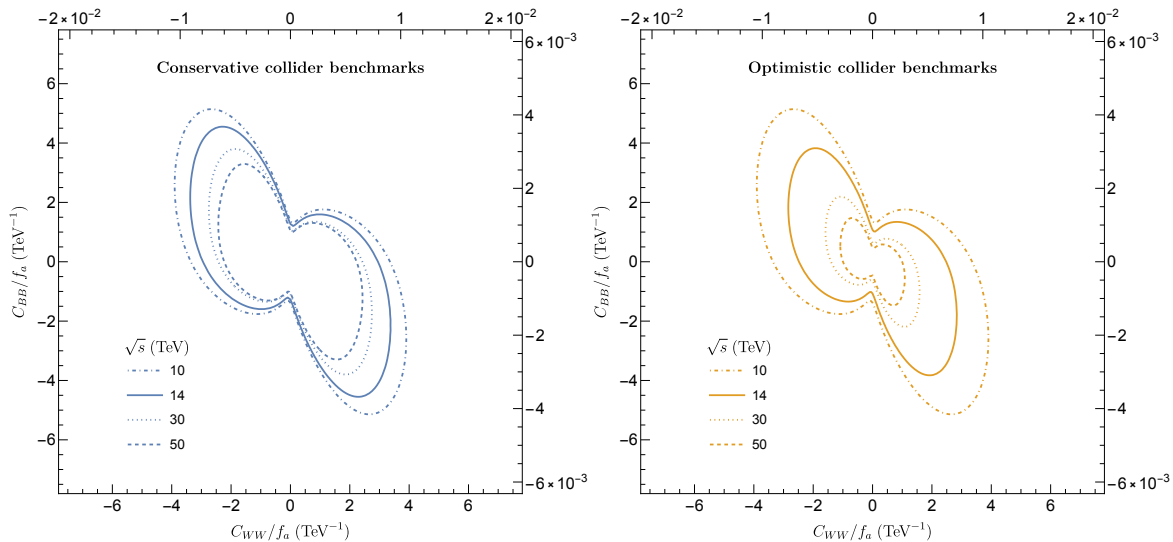 −2 × 10⁻² −1 0 1 2 × 10⁻²
Conservative collider benchmarks
6 × 10⁻³
4
2
0
−2
−4
−6 × 10⁻³
6
4
2
0
−2
−4
−6
C_BB/f_a (TeV⁻¹)
√s (TeV)
10
14
30
50
−6 −4 −2 0 2 4 6
C_WW/f_a (TeV⁻¹)
−2 × 10⁻² −1 0 1 2 × 10⁻²
Optimistic collider benchmarks
6 × 10⁻³
4
2
0
−2
−4
−6 × 10⁻³
6
4
2
0
−2
−4
−6
C_BB/f_a (TeV⁻¹)
√s (TeV)
10
14
30
50
−6 −4 −2 0 2 4 6
C_WW/f_a (TeV⁻¹)